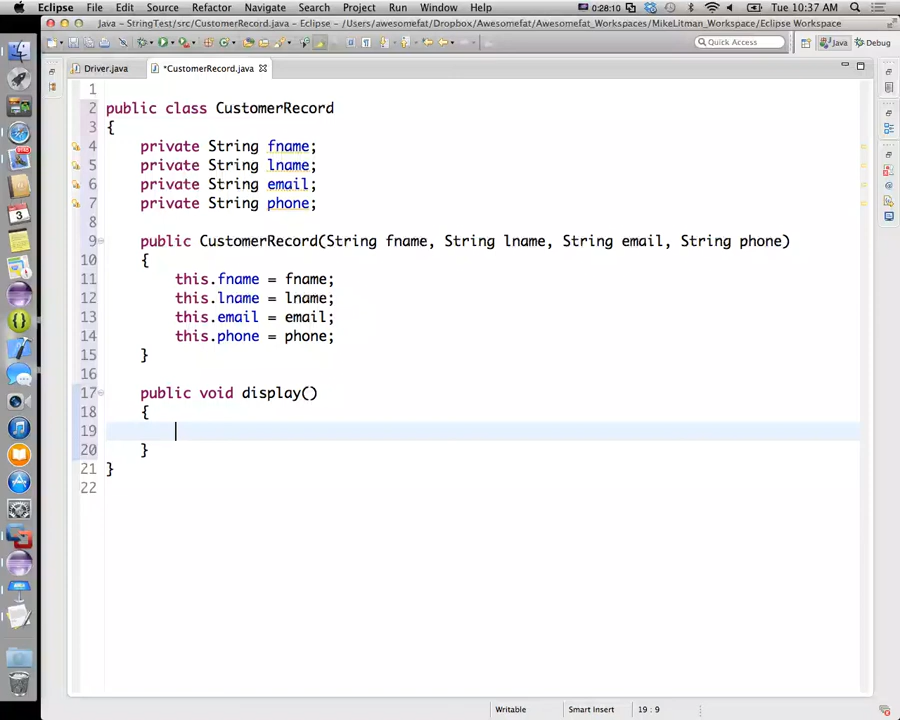 Eclipse File Edit Source Refactor Navigate Search Project Run Window Help 0:28:10 Tue 10:37 AM
Java – StringTest/src/CustomerRecord.java – Eclipse – /Users/awesomefat/Dropbox/Awesomefat/Awesomefat_Workspaces/MikeLitman_Workspace/Eclipse Workspace
Quick Access Java Debug
Driver.java *CustomerRecord.java
1
2 public class CustomerRecord
3 {
4 private String fname;
5 private String lname;
6 private String email;
7 private String phone;
8
9 public CustomerRecord(String fname, String lname, String email, String phone)
10 {
11 this.fname = fname;
12 this.lname = lname;
13 this.email = email;
14 this.phone = phone;
15 }
16
17 public void display()
18 {
19
20 }
21 }
22
Writable Smart Insert 19 : 9